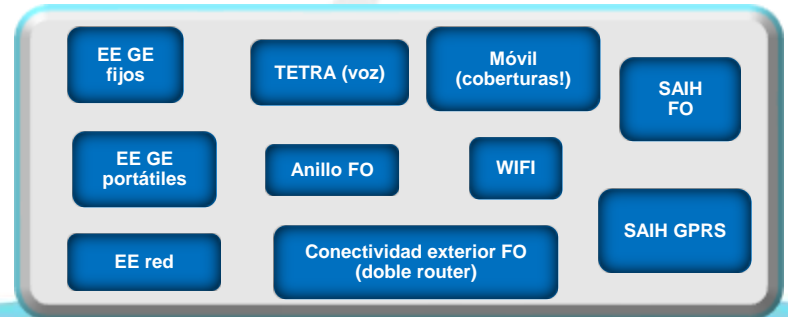 EE GE
fijos
TETRA (voz)
Móvil
(coberturas!)
SAIH
FO
EE GE
portátiles
Anillo FO
WIFI
SAIH GPRS
EE red
Conectividad exterior FO
(doble router)